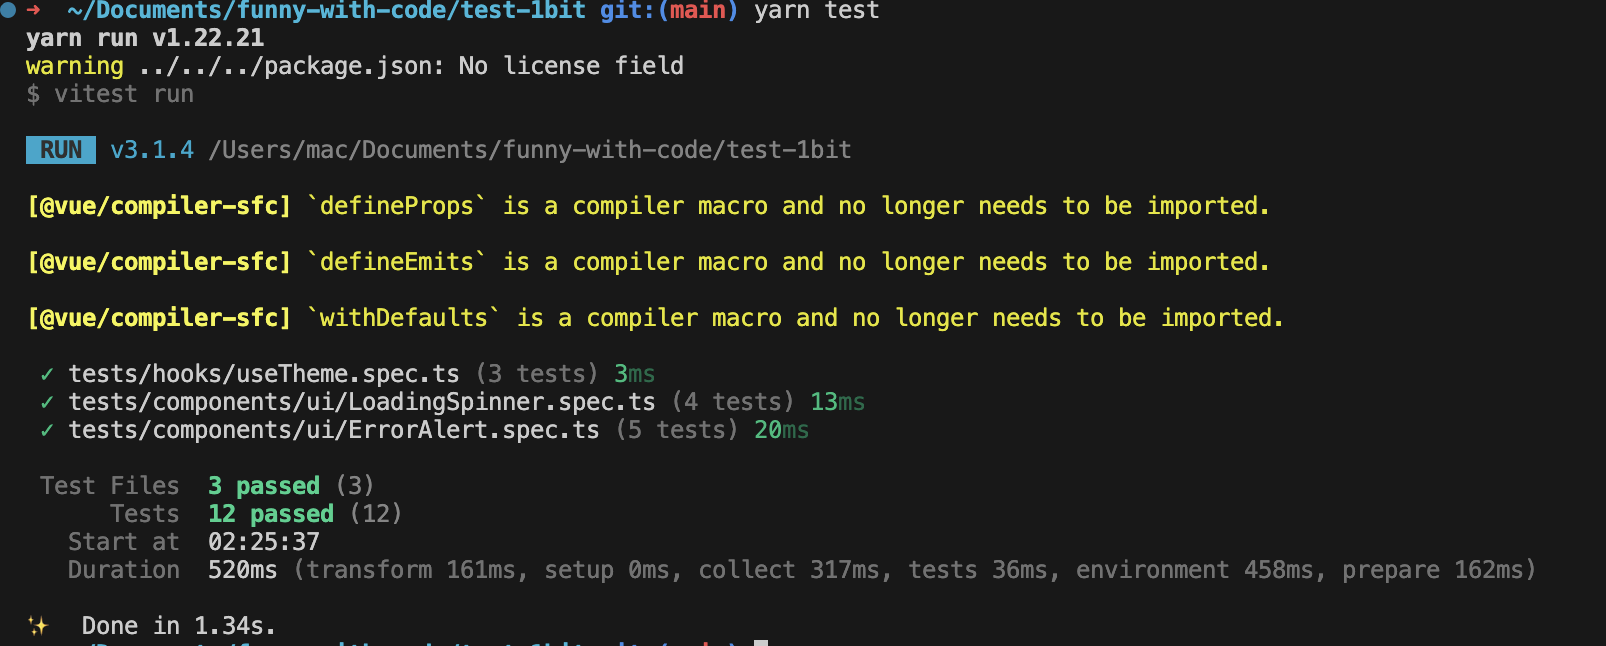 ➜ ~/Documents/funny-with-code/test-1bit git:(main) yarn test
yarn run v1.22.21
warning ../../../package.json: No license field
$ vitest run
RUN v3.1.4 /Users/mac/Documents/funny-with-code/test-1bit
[@vue/compiler-sfc] `defineProps` is a compiler macro and no longer needs to be imported.
[@vue/compiler-sfc] `defineEmits` is a compiler macro and no longer needs to be imported.
[@vue/compiler-sfc] `withDefaults` is a compiler macro and no longer needs to be imported.
✓ tests/hooks/useTheme.spec.ts (3 tests) 3ms
✓ tests/components/ui/LoadingSpinner.spec.ts (4 tests) 13ms
✓ tests/components/ui/ErrorAlert.spec.ts (5 tests) 20ms
Test Files 3 passed (3)
Tests 12 passed (12)
Start at 02:25:37
Duration 520ms (transform 161ms, setup 0ms, collect 317ms, tests 36ms, environment 458ms, prepare 162ms)
✨ Done in 1.34s.